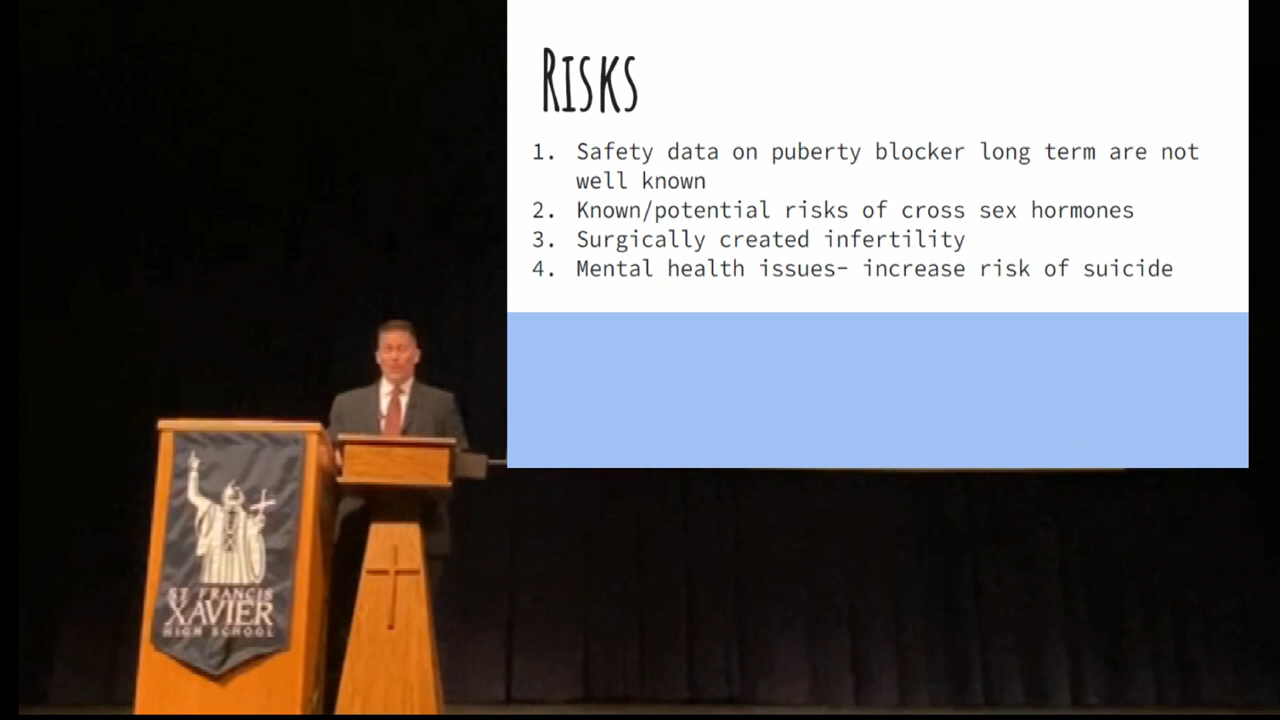 RISKS
1. Safety data on puberty blocker long term are not
well known
2. Known/potential risks of cross sex hormones
3. Surgically created infertility
4. Mental health issues- increase risk of suicide
ST FRANCIS
XAVIER
HIGH SCHOOL